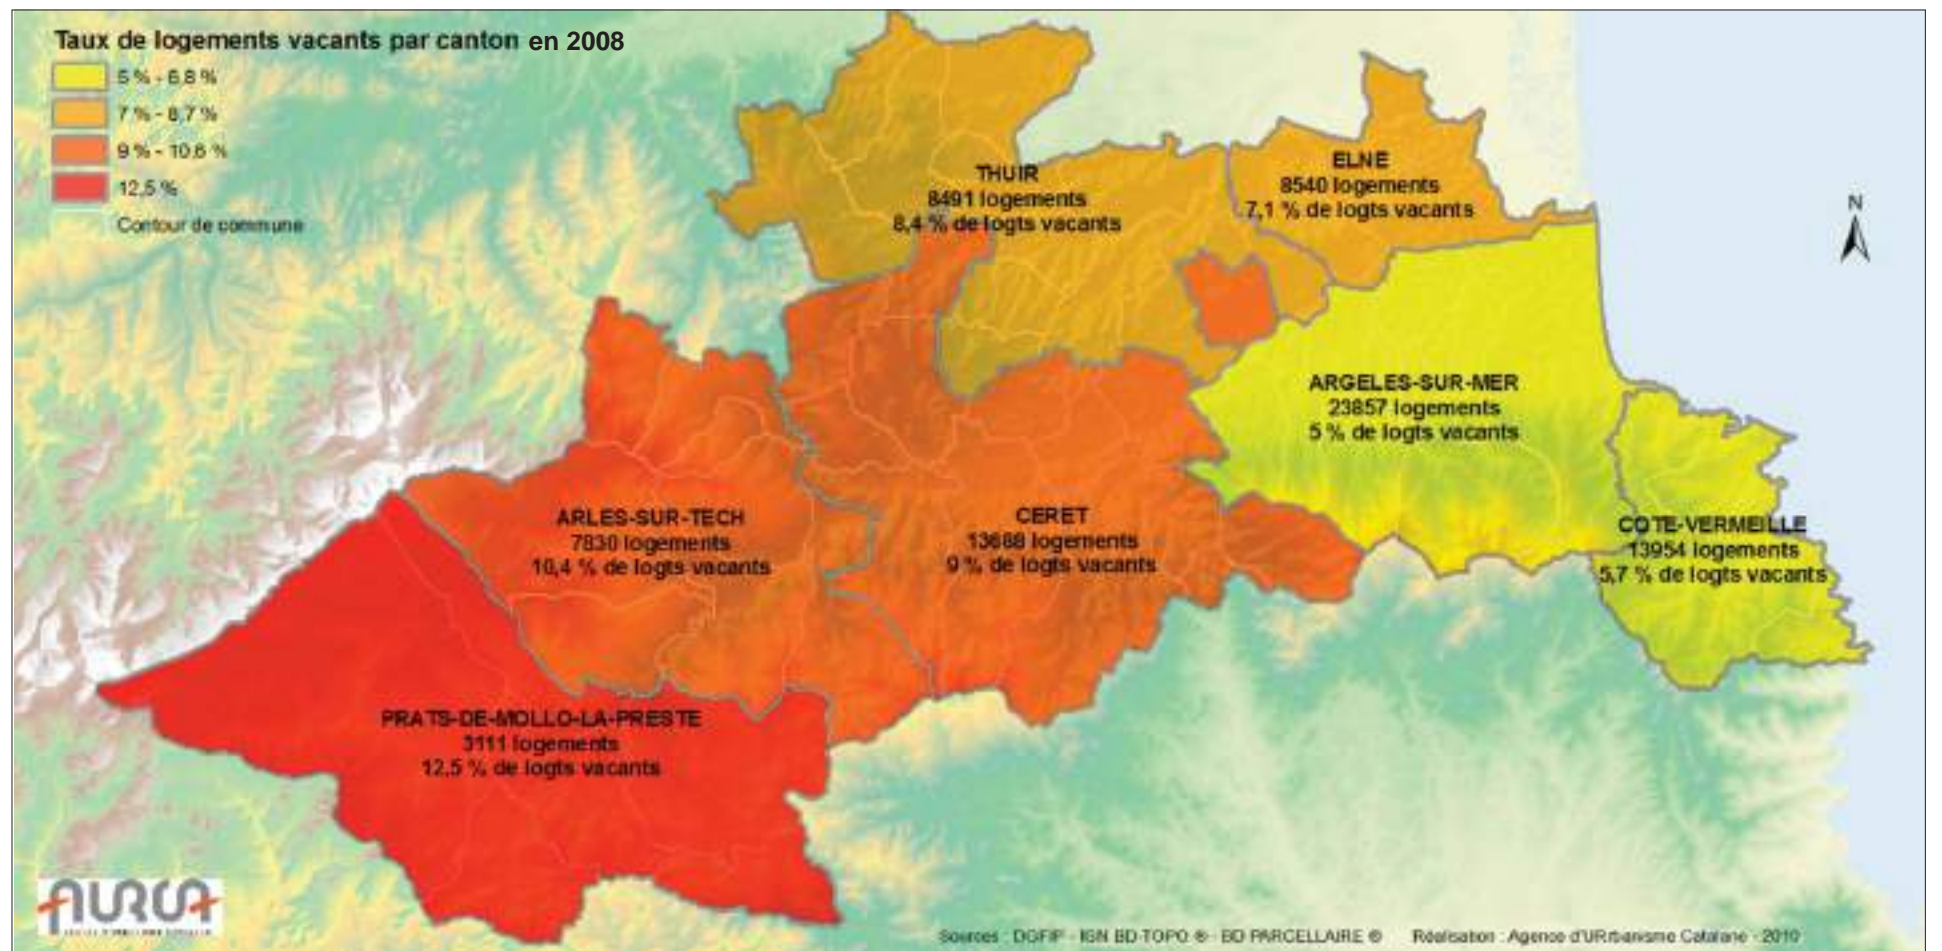 Taux de logements vacants par canton en 2008
5 % - 6,8 %
7 % - 8,7 %
9 % - 10,6 %
12,5 %
Contour de commune
THUIR
8491 logements
8,4 % de logts vacants
ELNE
8540 logements
7,1 % de logts vacants
N
ARGELES-SUR-MER
23857 logements
5 % de logts vacants
ARLES-SUR-TECH
7830 logements
10,4 % de logts vacants
CERET
13688 logements
9 % de logts vacants
COTE-VERMEILLE
13954 logements
5,7 % de logts vacants
PRATS-DE-MOLLO-LA-PRESTE
3111 logements
12,5 % de logts vacants
AURCA
Sources : DGFIP - IGN BD TOPO ® - BD PARCELLAIRE ® Réalisation : Agence d'URbanisme Catalane - 2010